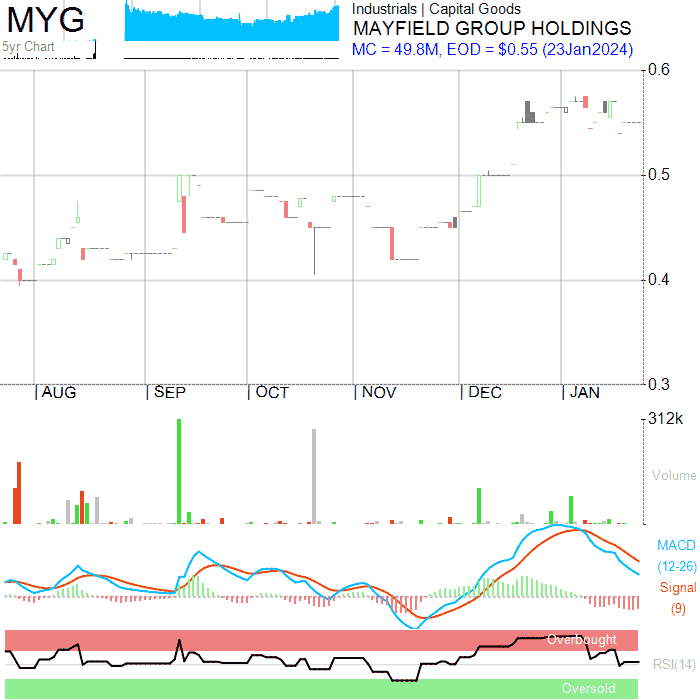 MYG
5yr Chart
Industrials | Capital Goods
MAYFIELD GROUP HOLDINGS
MC = 49.8M, EOD = $0.55 (23Jan2024)
0.6
0.5
0.4
0.3
AUG SEP OCT NOV DEC JAN
312k
Volume
MACD
(12-26)
Signal
(9)
Overbought
RSI(14)
Oversold